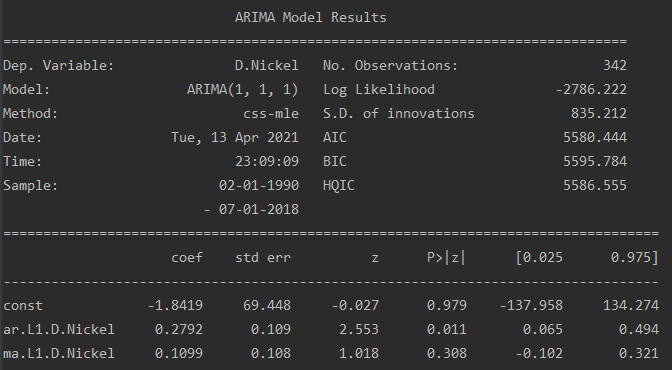 ARIMA Model Results
==============================================================================
Dep. Variable: D.Nickel No. Observations: 342
Model: ARIMA(1, 1, 1) Log Likelihood -2786.222
Method: css-mle S.D. of innovations 835.212
Date: Tue, 13 Apr 2021 AIC 5580.444
Time: 23:09:09 BIC 5595.784
Sample: 02-01-1990 HQIC 5586.555
- 07-01-2018
==================================================================================
coef std err z P>|z| [0.025 0.975]
----------------------------------------------------------------------------------
const -1.8419 69.448 -0.027 0.979 -137.958 134.274
ar.L1.D.Nickel 0.2792 0.109 2.553 0.011 0.065 0.494
ma.L1.D.Nickel 0.1099 0.108 1.018 0.308 -0.102 0.321